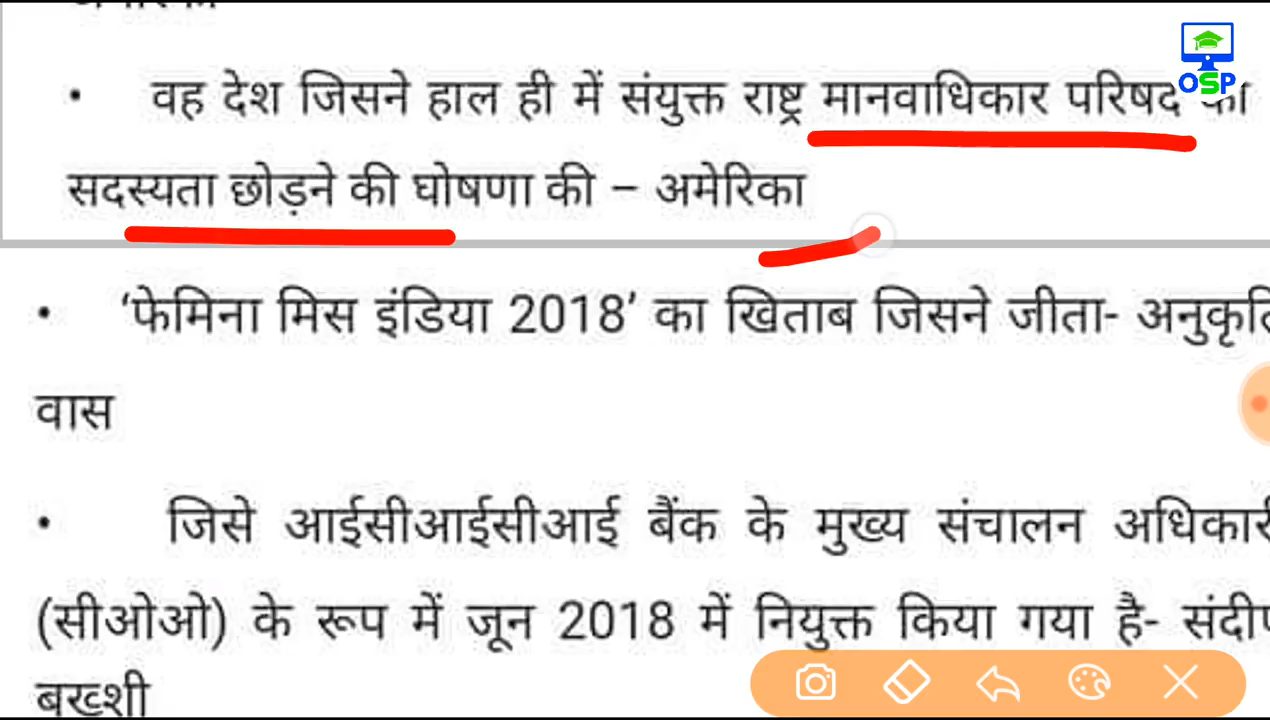 OSP
• वह देश जिसने हाल ही में संयुक्त राष्ट्र मानवाधिकार परिषद का
सदस्यता छोड़ने की घोषणा की – अमेरिका
• ‘फेमिना मिस इंडिया 2018’ का खिताब जिसने जीता- अनुकृति
वास
• जिसे आईसीआईसीआई बैंक के मुख्य संचालन अधिकारी
(सीओओ) के रूप में जून 2018 में नियुक्त किया गया है- संदीप
बख्शी